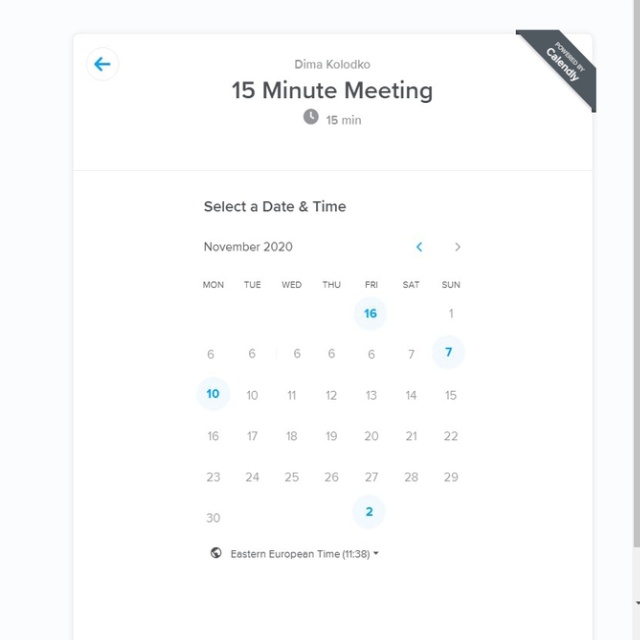 Dima Kolodko
POWERED BY
Calendly
15 Minute Meeting
15 min
Select a Date & Time
November 2020
MON TUE WED THU FRI SAT SUN
16 1
6 6 6 6 6 7 7
10 10 11 12 13 14 15
16 17 18 19 20 21 22
23 24 25 26 27 28 29
30 2
Eastern European Time (11:38)